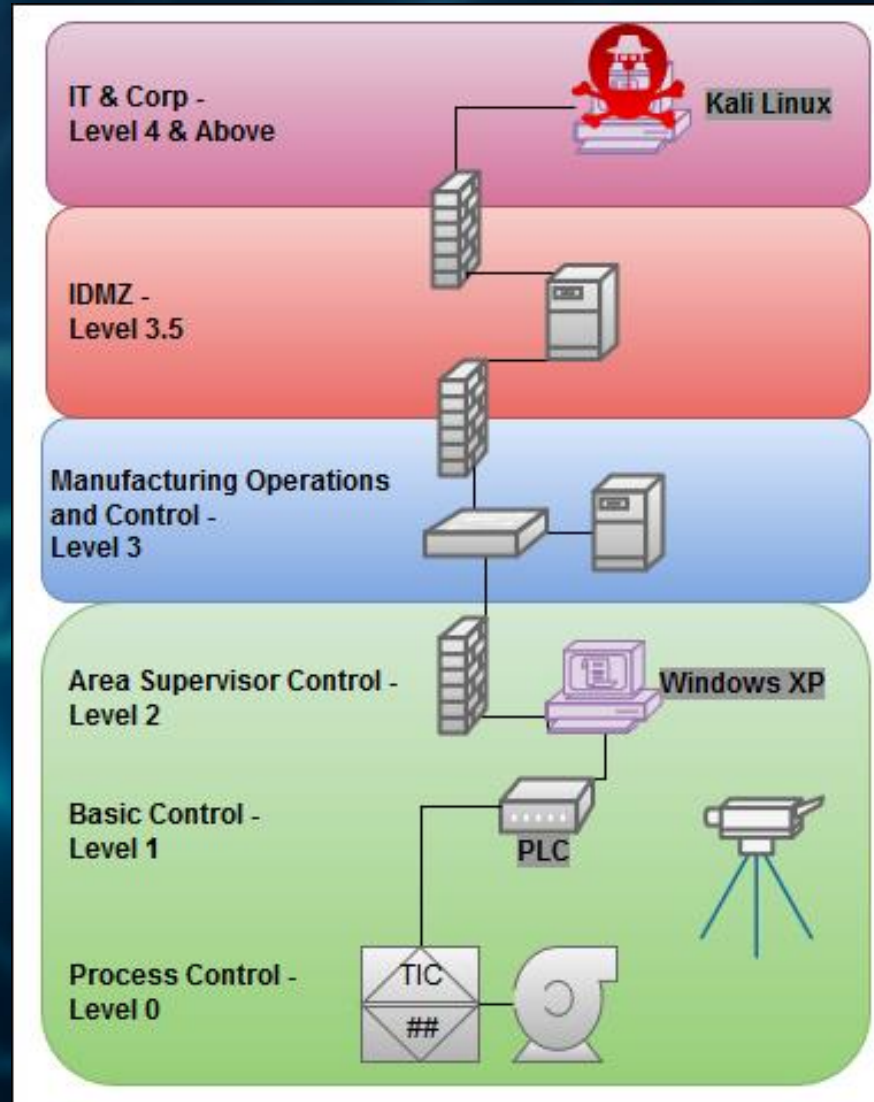 IT & Corp -
Level 4 & Above
Kali Linux
IDMZ -
Level 3.5
Manufacturing Operations
and Control -
Level 3
Area Supervisor Control -
Level 2
Windows XP
Basic Control -
Level 1
PLC
Process Control -
Level 0
TIC
##